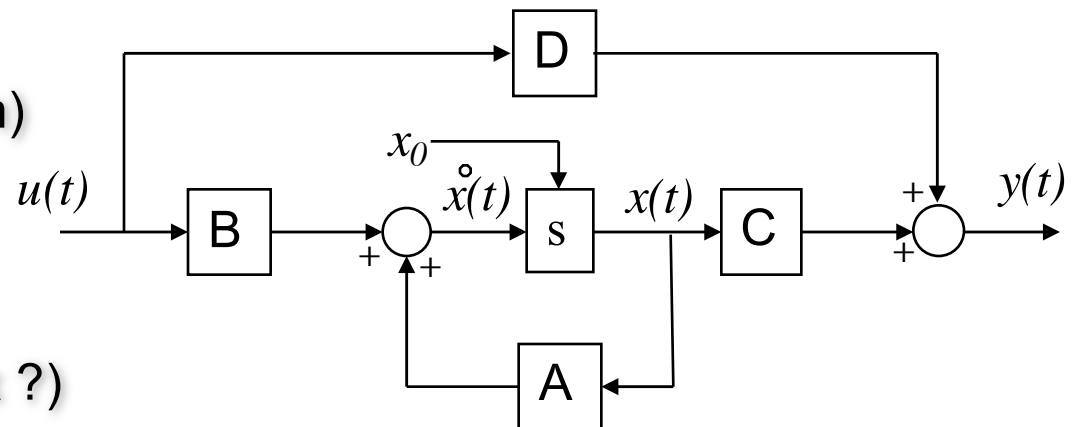 D
n)
x₀
u(t)
x̊(t)
x(t)
y(t)
+
B
s
C
+
+
+
A
?)